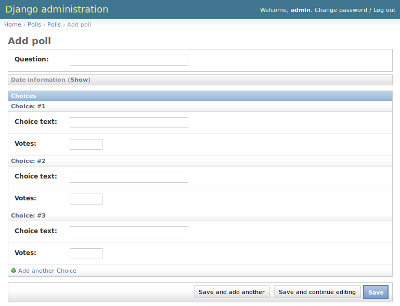 Django administration
Welcome, admin. Change password / Log out
Home › Polls › Polls › Add poll
Add poll
Question:
Date information (Show)
Choices
Choice: #1
Choice text:
Votes:
Choice: #2
Choice text:
Votes:
Choice: #3
Choice text:
Votes:
Add another Choice
Save and add another Save and continue editing Save